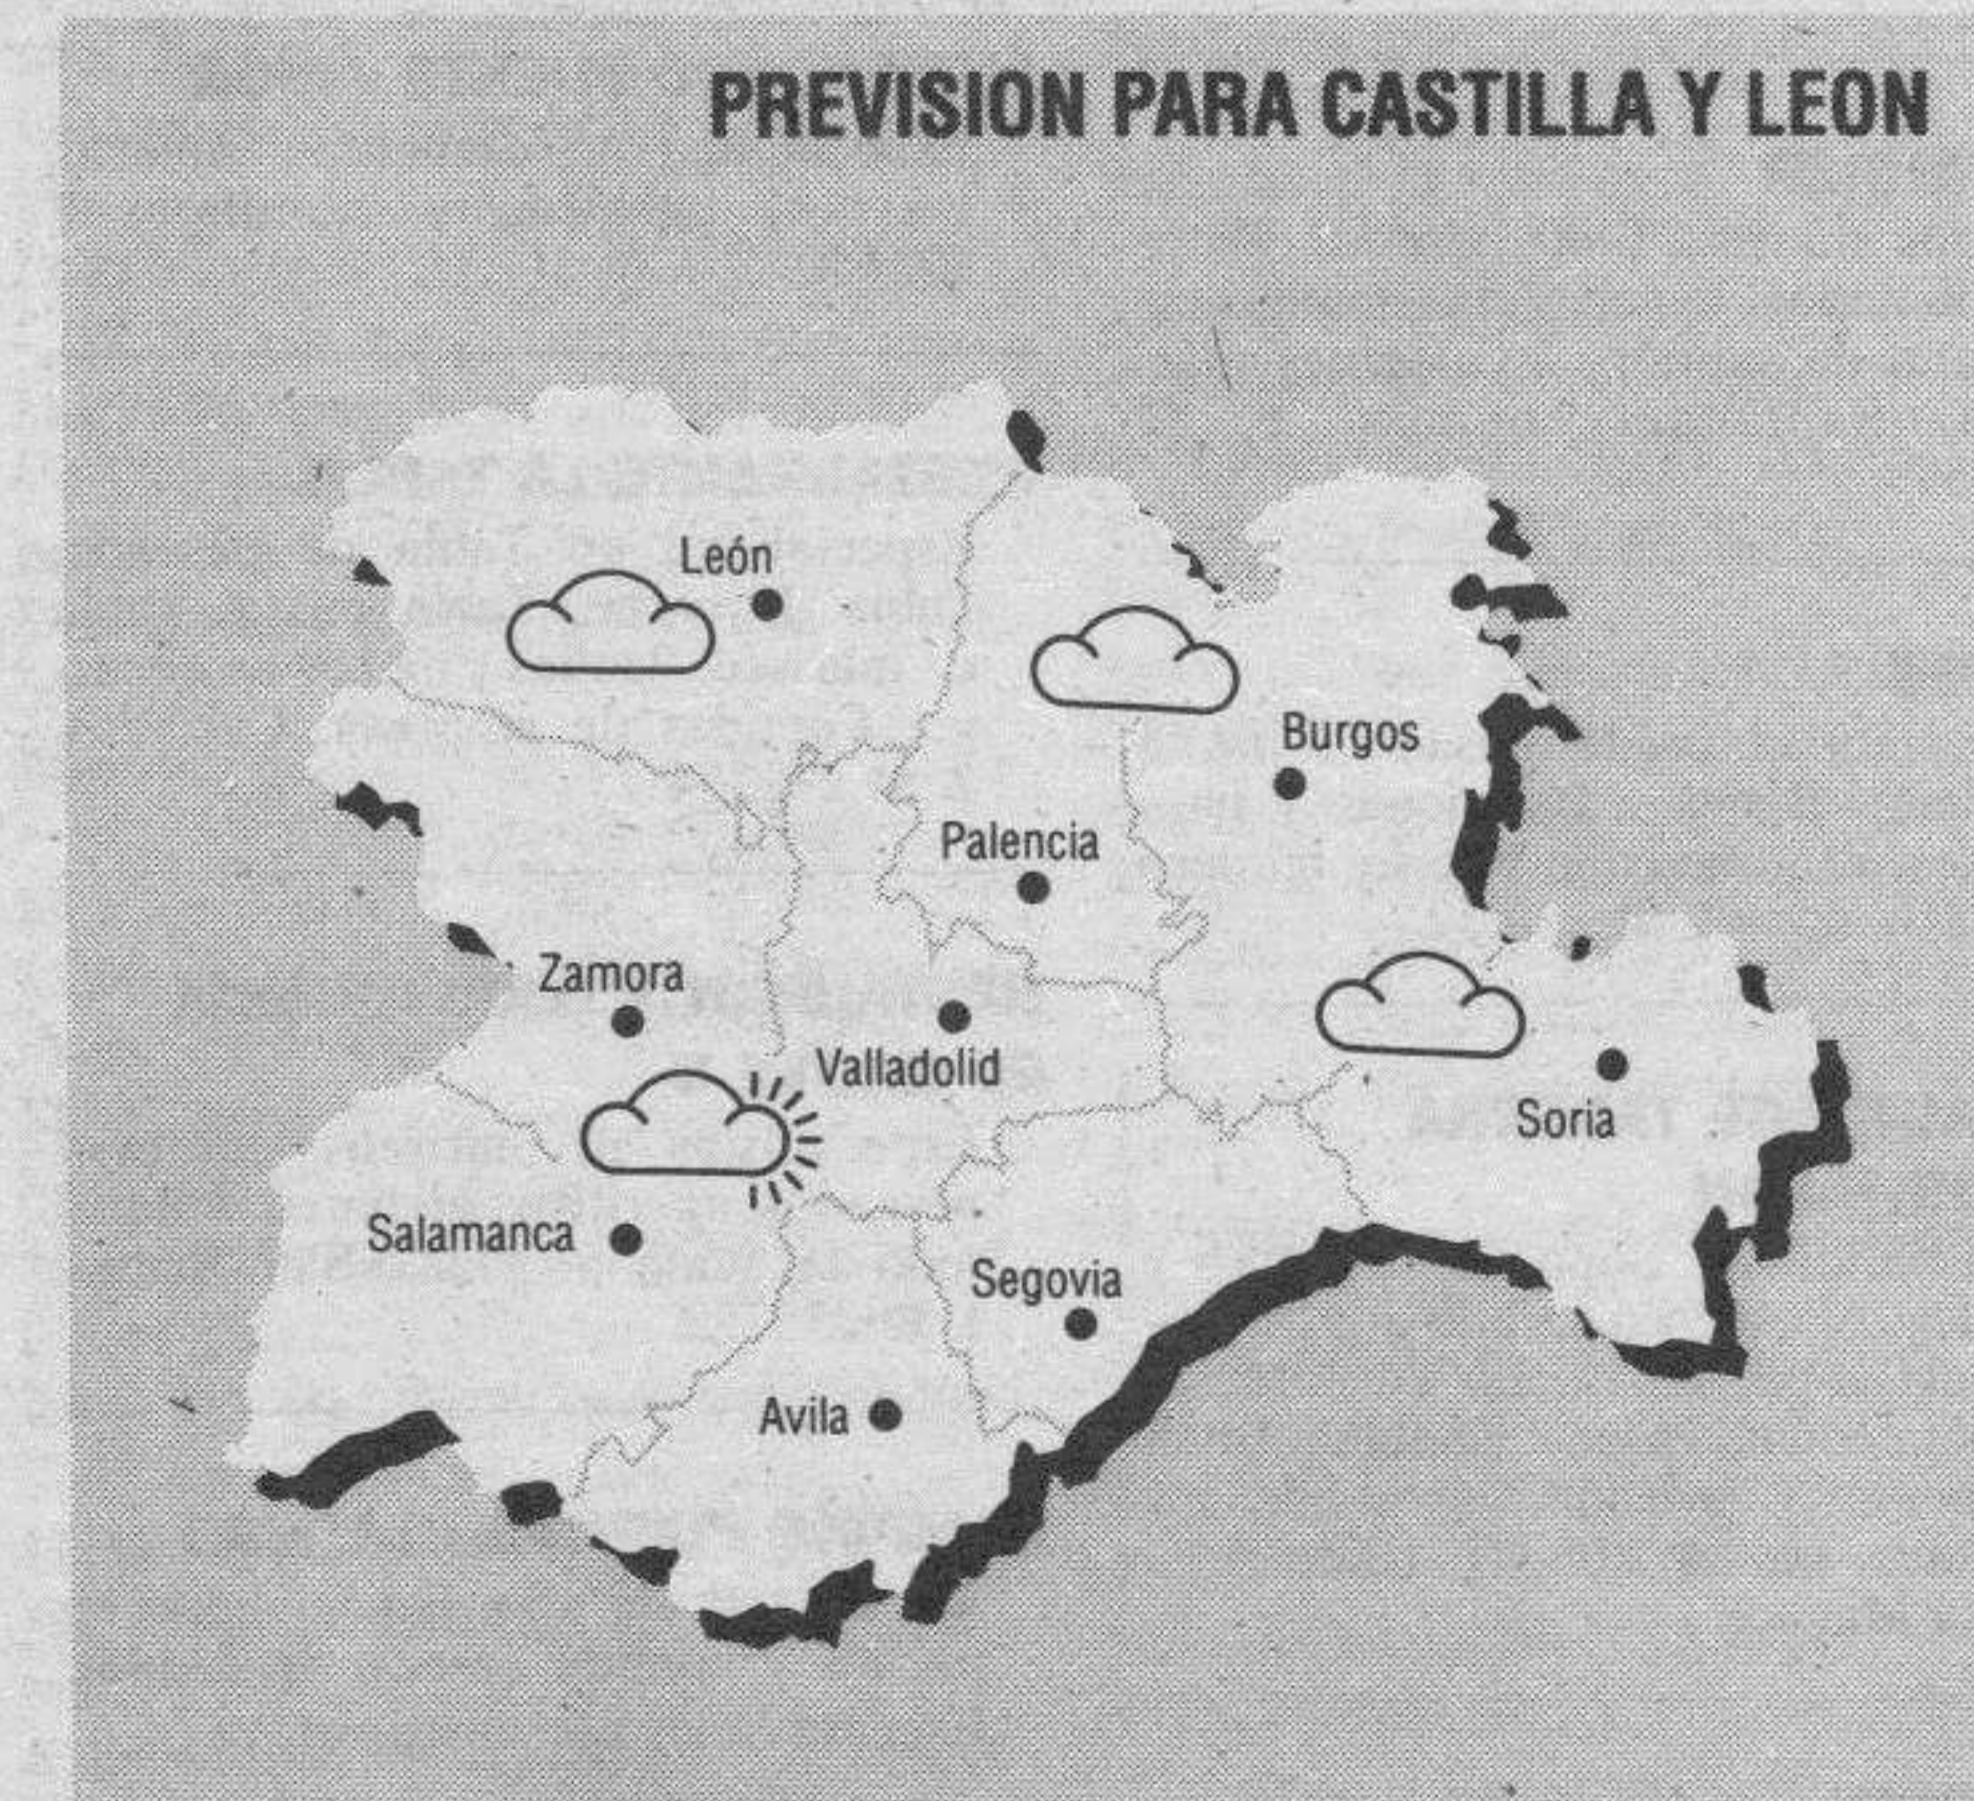 PREVISION PARA CASTILLA Y LEON
León
Burgos
Palencia
Zamora
Valladolid
Soria
Salamanca
Segovia
Avila